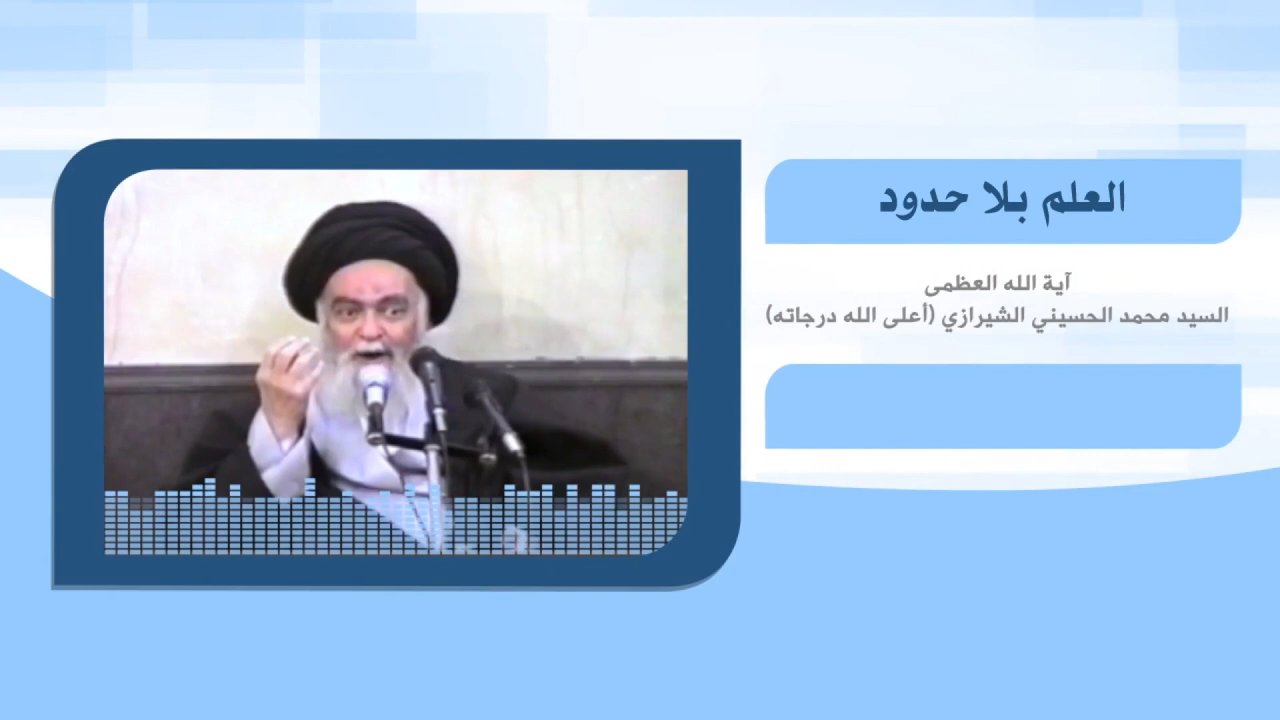 العلم بلا حدود
آية الله العظمى
السيد محمد الحسيني الشيرازي (أعلى الله درجاته)